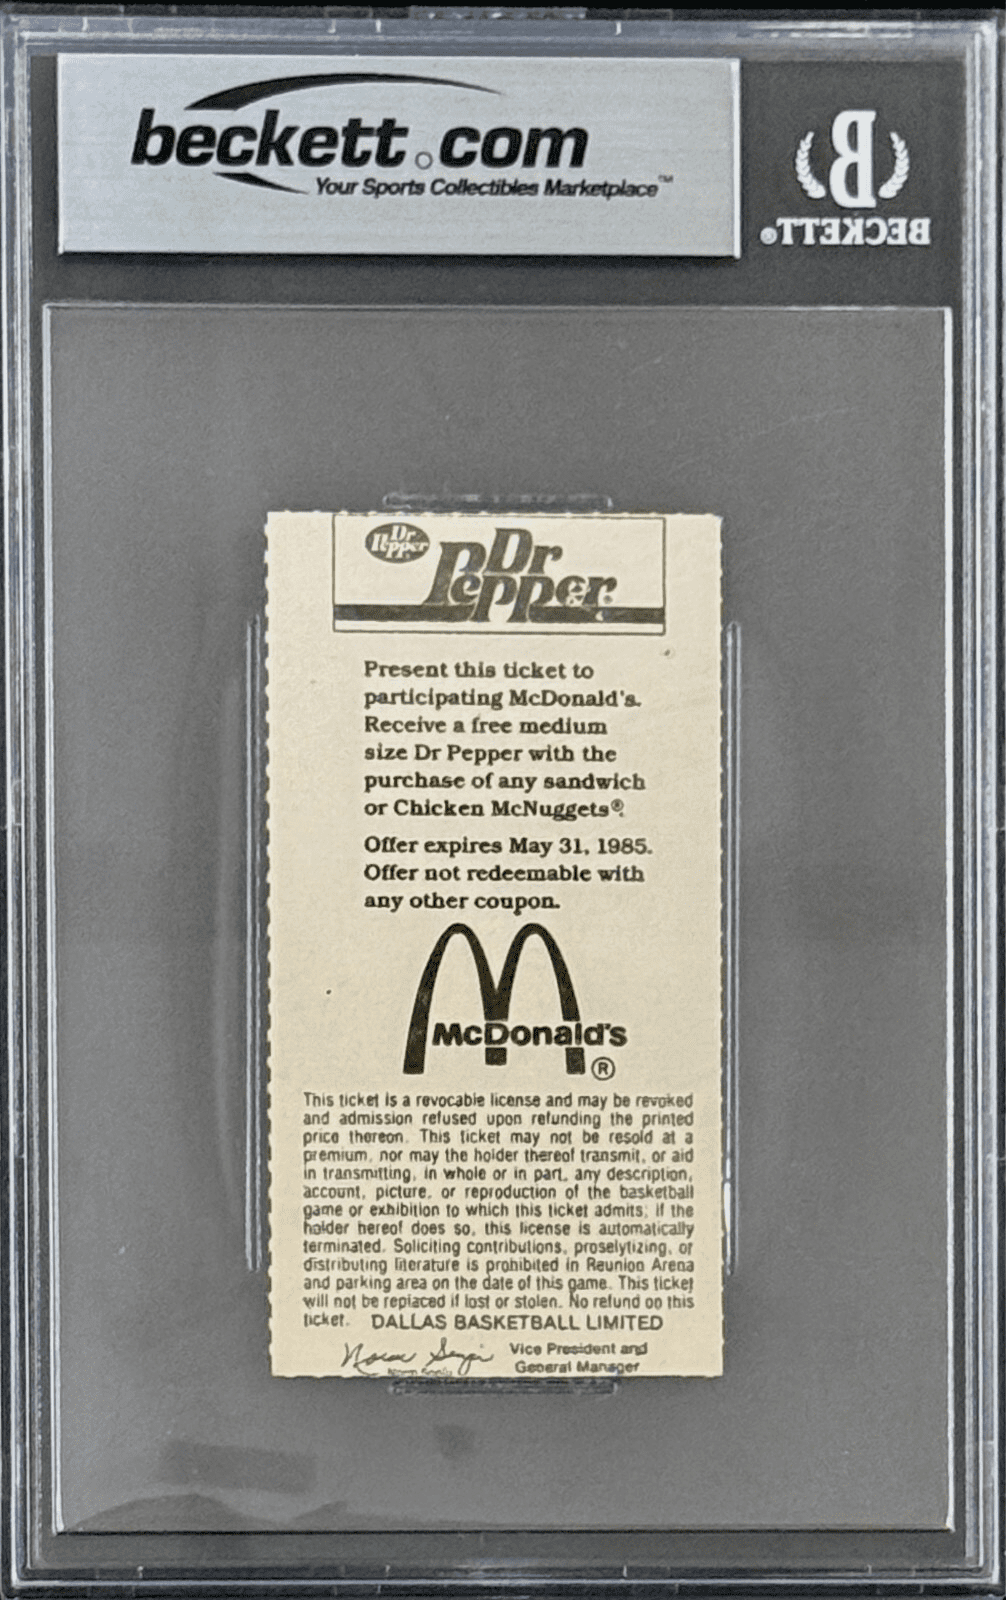 beckett.com
Your Sports Collectibles Marketplace™
B
BECKETT®
Dr Pepper
Dr Pepper®
Present this ticket to
participating McDonald's.
Receive a free medium
size Dr Pepper with the
purchase of any sandwich
or Chicken McNuggets®.
Offer expires May 31, 1985.
Offer not redeemable with
any other coupon.
McDonald's
®
This ticket is a revocable license and may be revoked
and admission refused upon refunding the printed
price thereon. This ticket may not be resold at a
premium, nor may the holder thereof transmit, or aid
in transmitting, in whole or in part, any description,
account, picture, or reproduction of the basketball
game or exhibition to which this ticket admits; if the
holder hereof does so, this license is automatically
terminated. Soliciting contributions, proselytizing, or
distributing literature is prohibited in Reunion Arena
and parking area on the date of this game. This ticket
will not be replaced if lost or stolen. No refund on this
ticket. DALLAS BASKETBALL LIMITED
Vice President and
General Manager